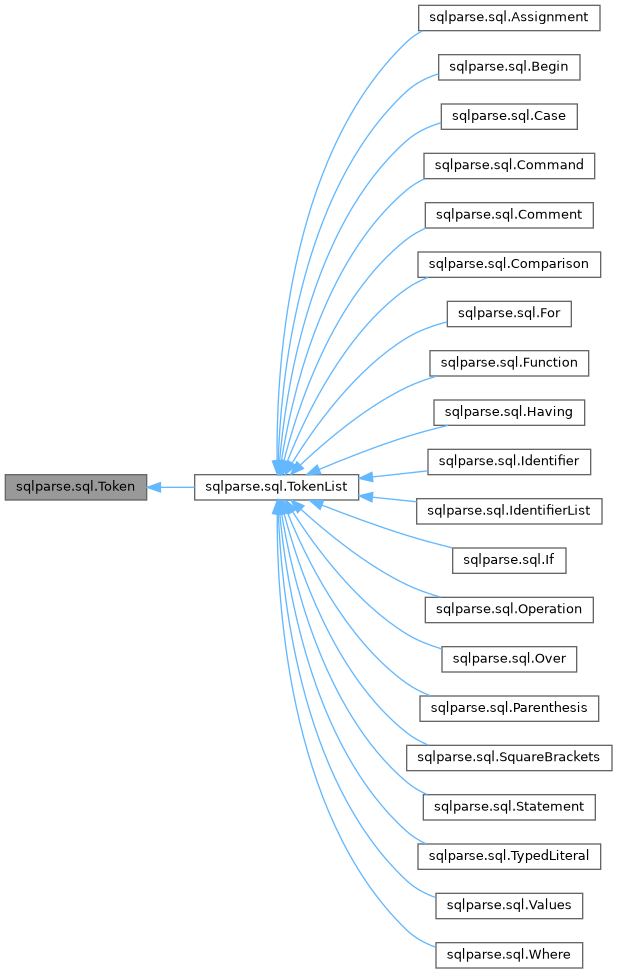 sqlparse.sql.Assignment
sqlparse.sql.Begin
sqlparse.sql.Case
sqlparse.sql.Command
sqlparse.sql.Comment
sqlparse.sql.Comparison
sqlparse.sql.For
sqlparse.sql.Function
sqlparse.sql.Having
sqlparse.sql.Identifier
sqlparse.sql.Token
sqlparse.sql.TokenList
sqlparse.sql.IdentifierList
sqlparse.sql.If
sqlparse.sql.Operation
sqlparse.sql.Over
sqlparse.sql.Parenthesis
sqlparse.sql.SquareBrackets
sqlparse.sql.Statement
sqlparse.sql.TypedLiteral
sqlparse.sql.Values
sqlparse.sql.Where